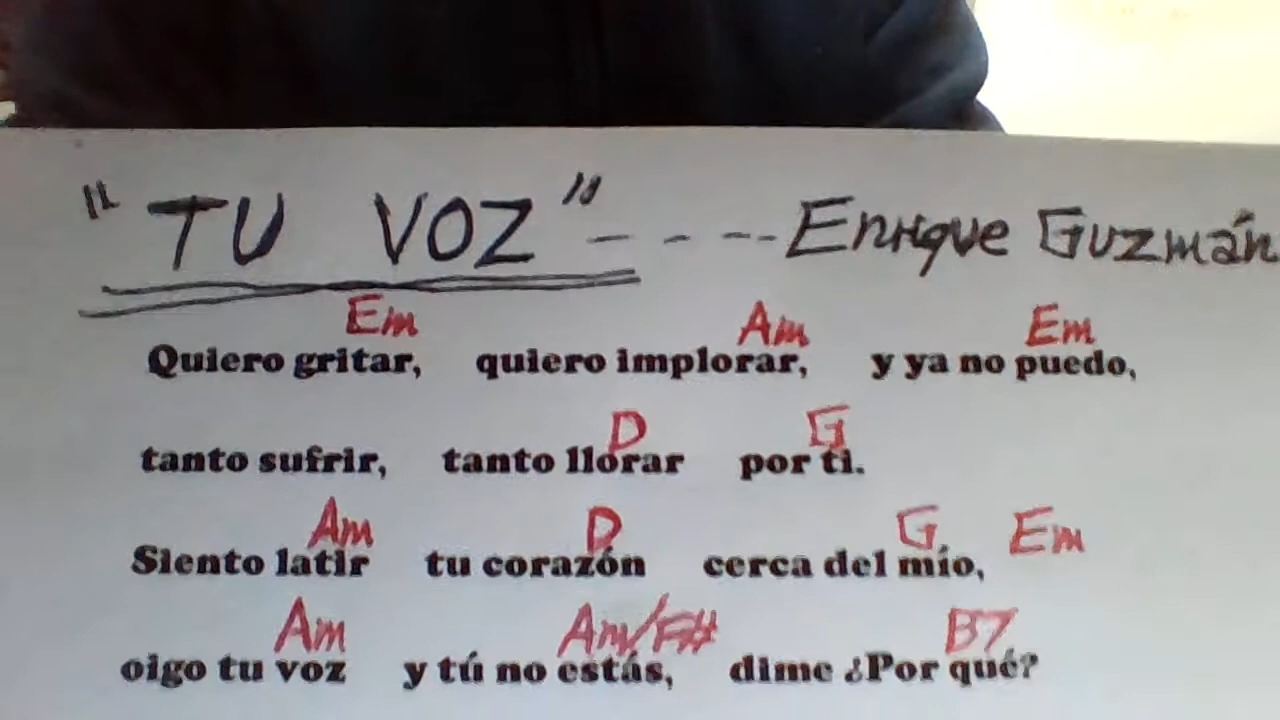 "TU VOZ" - - - - Enrique Guzmán
Em Am Em
Quiero gritar, quiero implorar, y ya no puedo,
D G
tanto sufrir, tanto llorar por ti.
Am D G Em
Siento latir tu corazón cerca del mío,
Am Am/F# B7
oigo tu voz y tú no estás, dime ¿Por qué?